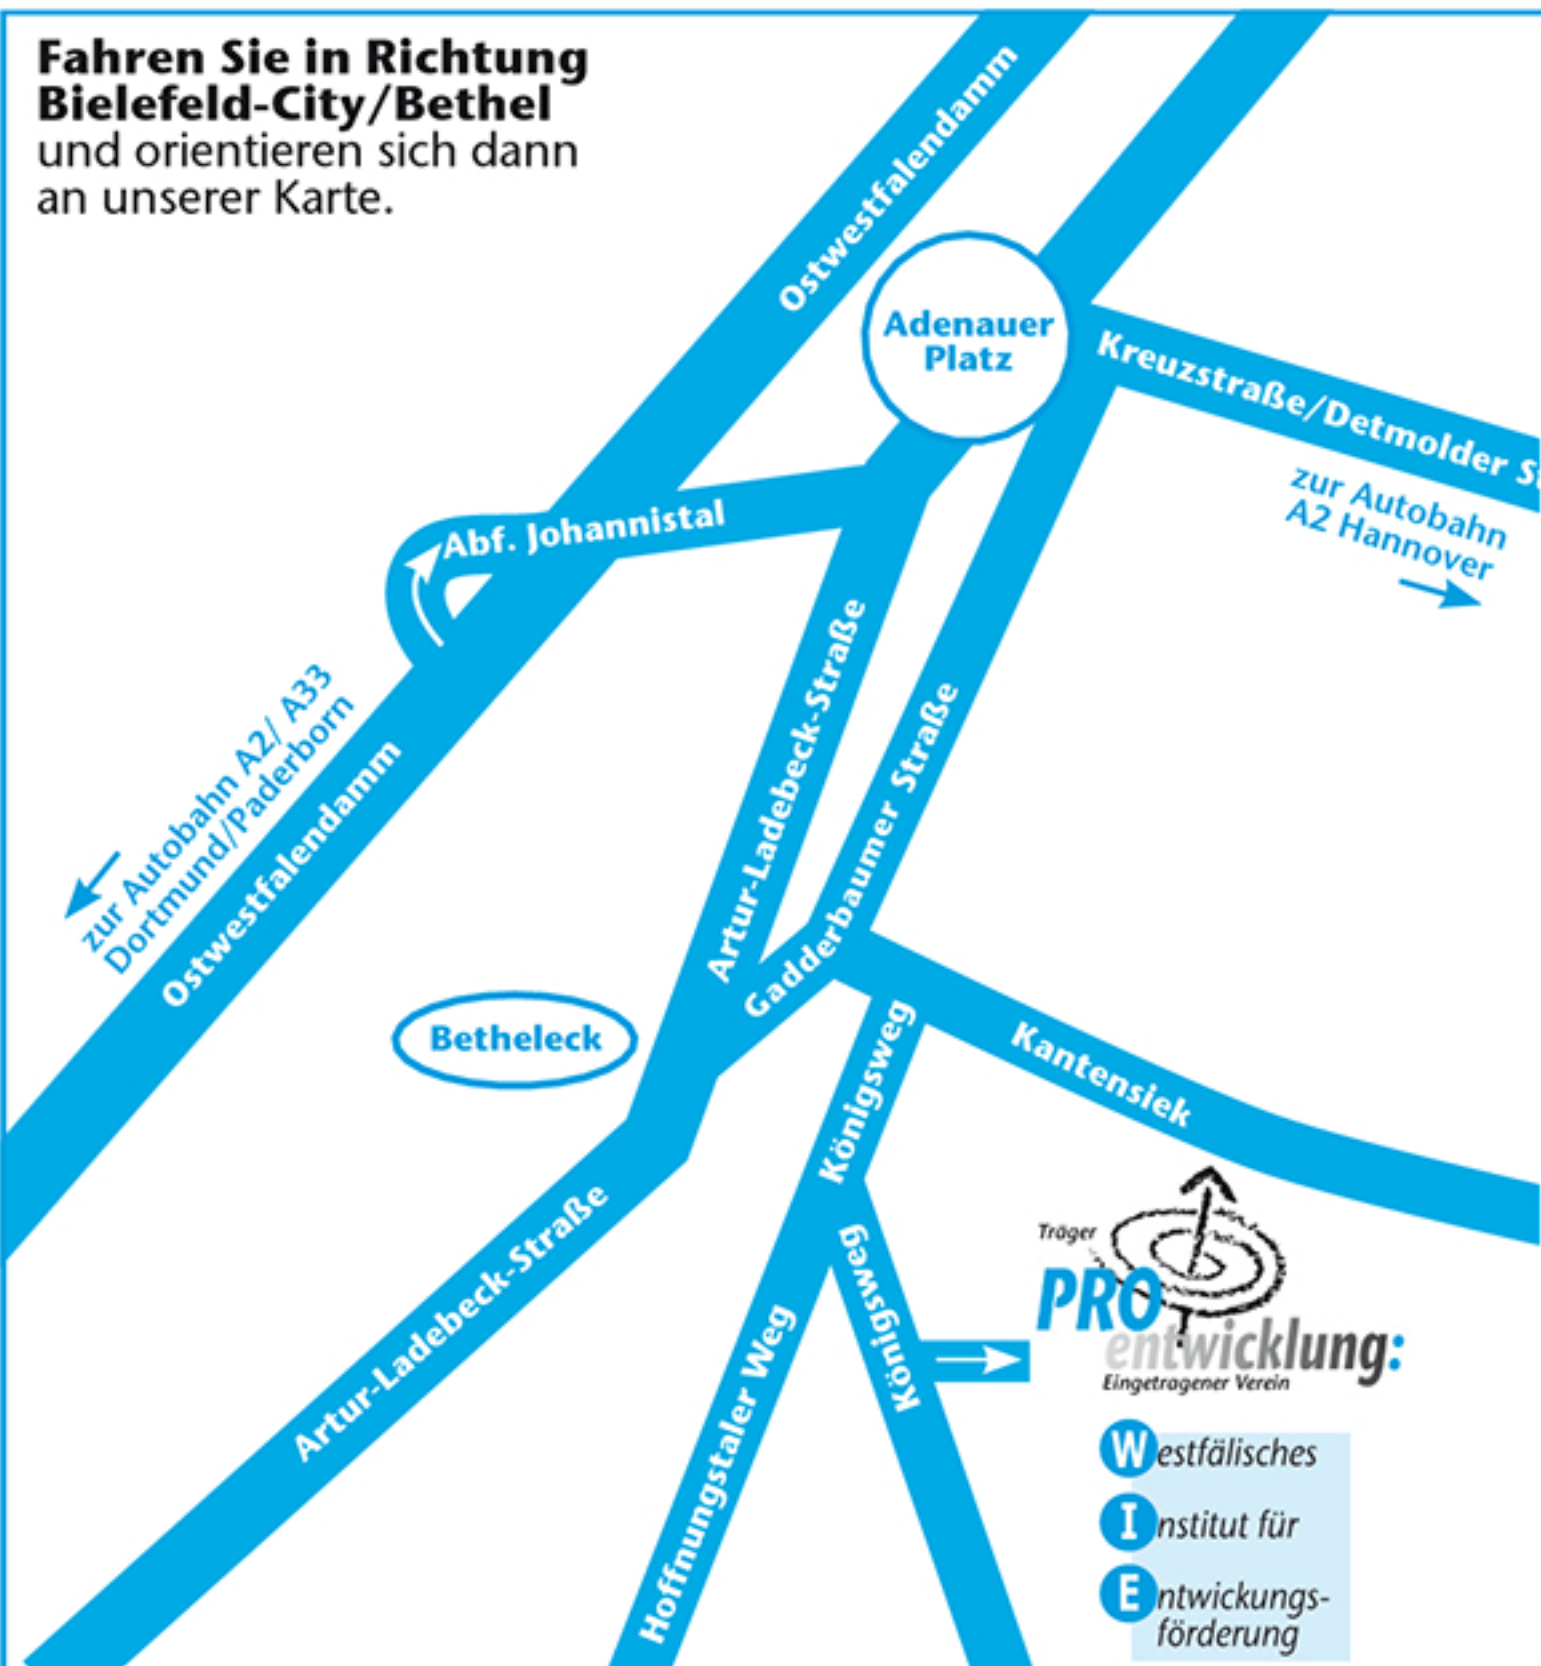 Fahren Sie in Richtung
Bielefeld-City/Bethel
und orientieren sich dann
an unserer Karte.
Ostwestfalendamm
Adenauer
Platz
Kreuzstraße/Detmolder St
zur Autobahn
A2 Hannover
Abf. Johannistal
Artur-Ladebeck-Straße
Gadderbaumer Straße
zur Autobahn A2/ A33
Dortmund/Paderborn
Ostwestfalendamm
Betheleck
Königsweg
Kantensiek
Artur-Ladebeck-Straße
Hoffnungstaler Weg
Königsweg
Träger
PRO
entwicklung:
Eingetragener Verein
Westfälisches
Institut für
Entwickungs-
förderung